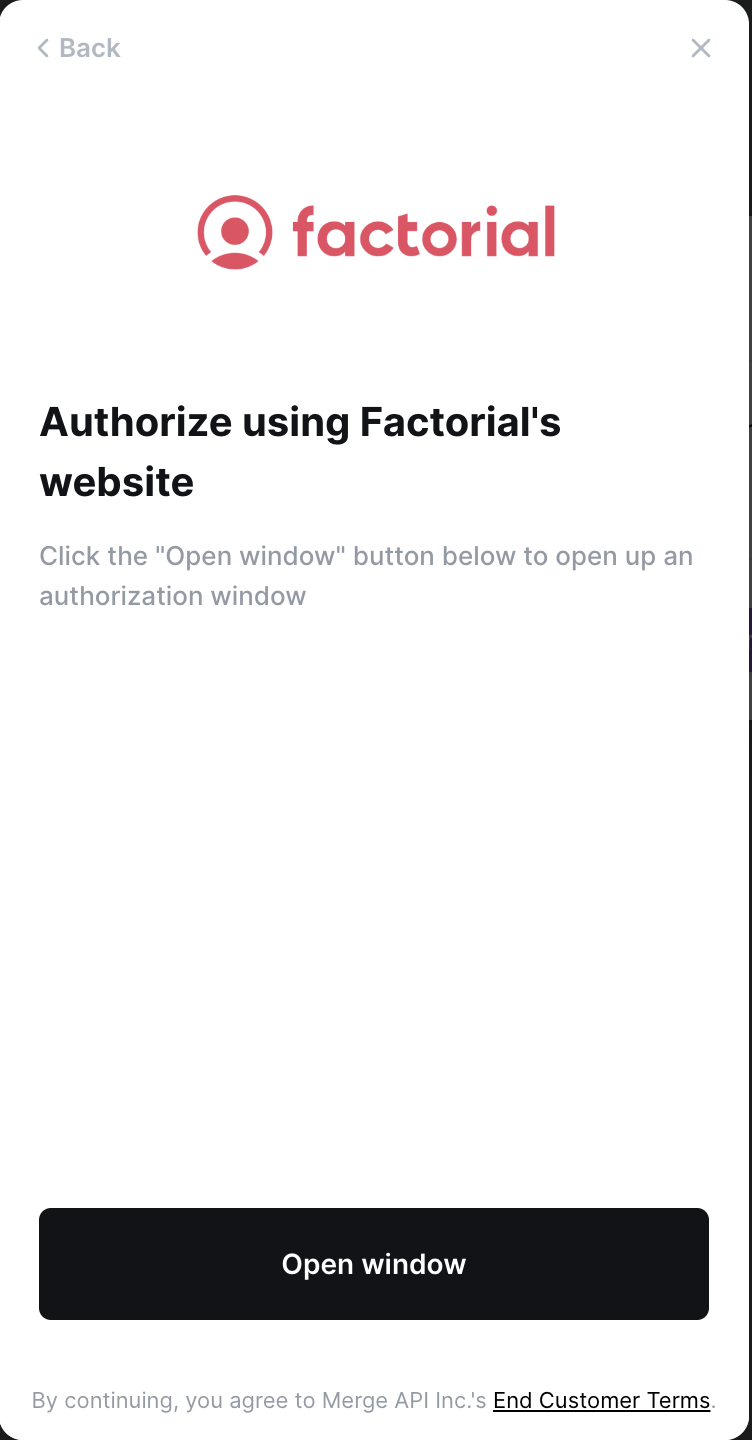 Back
factorial
Authorize using Factorial's
website
Click the "Open window" button below to open up an
authorization window
Open window
By continuing, you agree to Merge API Inc.'s End Customer Terms.